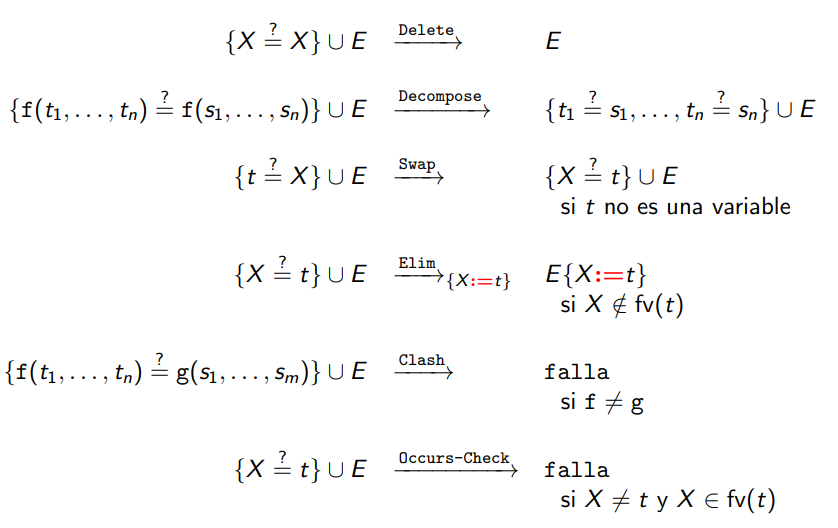 {X ≟ X} ∪ E Delete→ E
{f(t₁, . . . , tₙ) ≟ f(s₁, . . . , sₙ)} ∪ E Decompose→ {t₁ ≟ s₁, . . . , tₙ ≟ sₙ} ∪ E
{t ≟ X} ∪ E Swap→ {X ≟ t} ∪ E
si t no es una variable
{X ≟ t} ∪ E Elim→{X:=t} E{X:=t}
si X ∉ fv(t)
{f(t₁, . . . , tₙ) ≟ g(s₁, . . . , sₘ)} ∪ E Clash→ falla
si f ≠ g
{X ≟ t} ∪ E Occurs-Check→ falla
si X ≠ t y X ∈ fv(t)